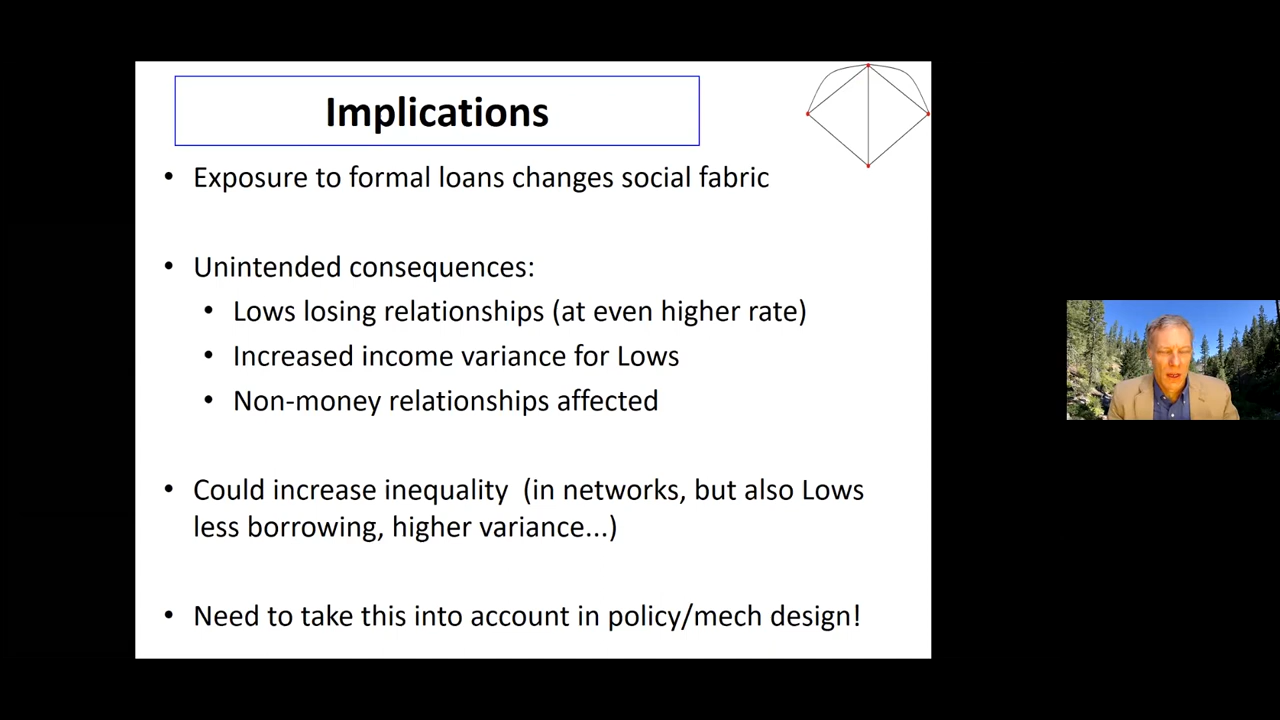 Implications
• Exposure to formal loans changes social fabric
• Unintended consequences:
• Lows losing relationships (at even higher rate)
• Increased income variance for Lows
• Non-money relationships affected
• Could increase inequality (in networks, but also Lows
less borrowing, higher variance...)
• Need to take this into account in policy/mech design!